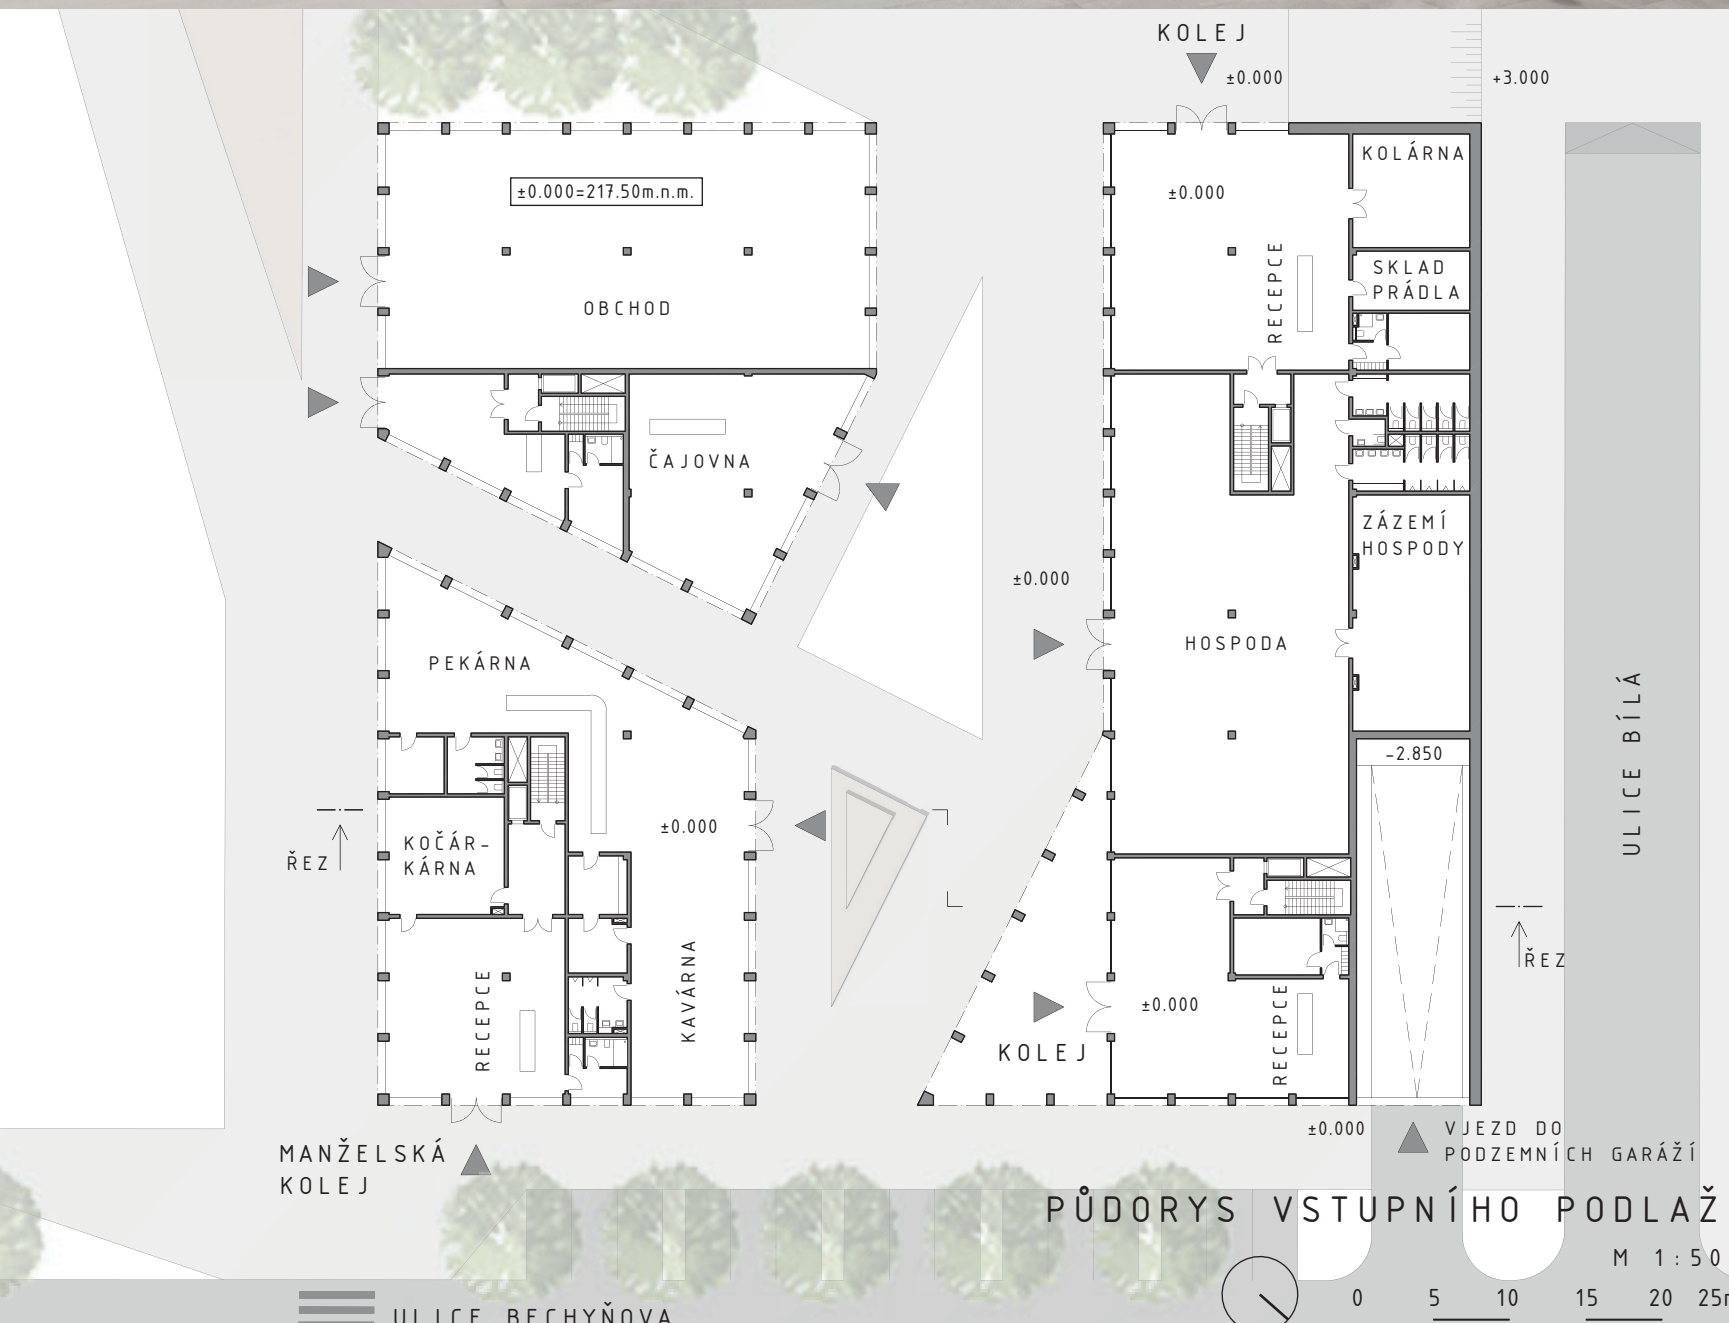 KOLEJ
±0.000
+3.000
KOLÁRNA
±0.000=217.50m.n.m.
±0.000
RECEPCE
SKLAD
PRÁDLA
OBCHOD
ČAJOVNA
ZÁZEMÍ
HOSPODY
±0.000
HOSPODA
PEKÁRNA
ULICE BÍLÁ
-2.850
±0.000
KOČÁR-
KÁRNA
ŘEZ
ŘEZ
KAVÁRNA
RECEPCE
±0.000
RECEPCE
KOLEJ
±0.000
VJEZD DO
PODZEMNÍCH GARÁŽÍ
MANŽELSKÁ
KOLEJ
PŮDORYS VSTUPNÍHO PODLAŽ
M 1:50
0 5 10 15 20 25
ULICE BECHYŇOVA